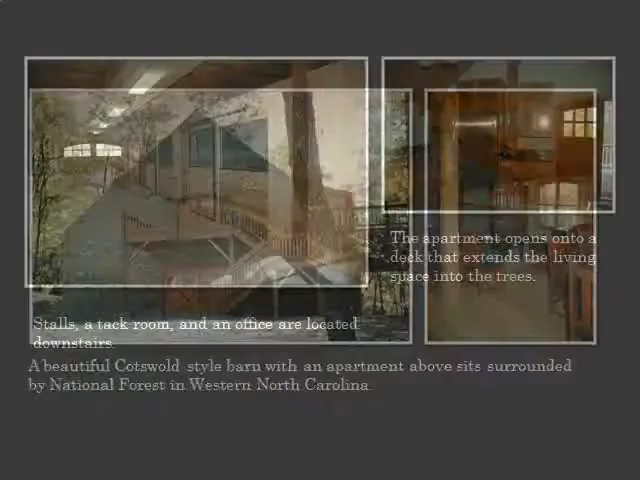 The apartment opens onto a
deck that extends the living
space into the trees.
Stalls, a tack room, and an office are located
downstairs.
A beautiful Cotswold style barn with an apartment above sits surrounded
by National Forest in Western North Carolina.